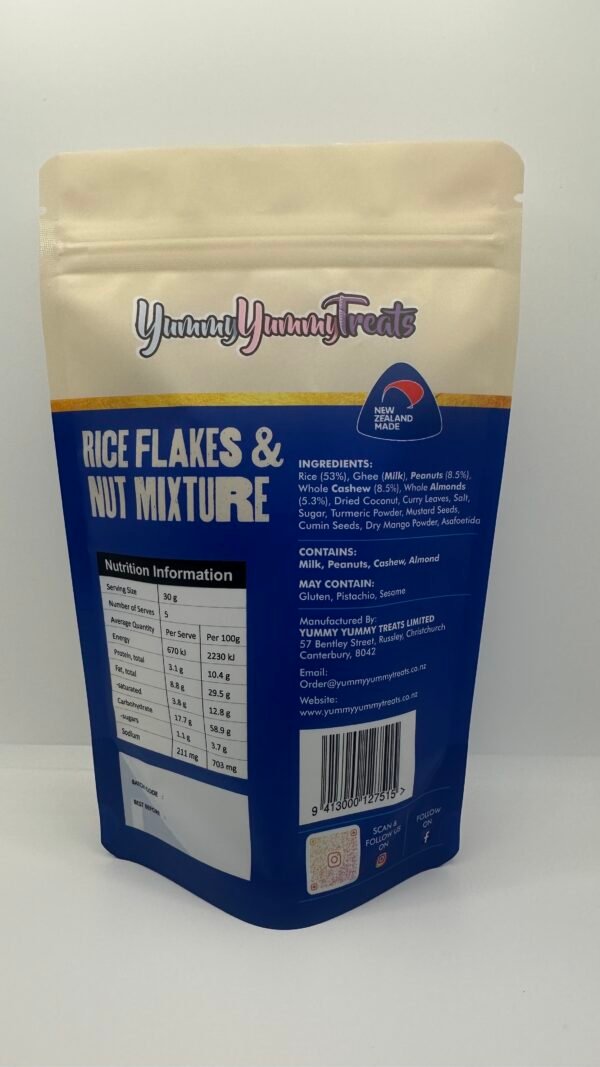 YummyYummyTreats
NEW
ZEALAND
MADE
RICE FLAKES &
NUT MIXTURE
Nutrition Information
Serving Size 30 g
Number of Serves 5
Average Quantity Per Serve Per 100g
Energy 670 kJ 2230 kJ
Protein, total 3.1 g 10.4 g
Fat, total 8.8 g 29.5 g
-saturated 3.8 g 12.8 g
Carbohydrate 17.7 g 58.9 g
-sugars 1.1 g 3.7 g
Sodium 211 mg 703 mg
BATCH CODE :
BEST BEFORE
INGREDIENTS:
Rice (53%), Ghee (Milk), Peanuts (8.5%),
Whole Cashew (8.5%), Whole Almonds
(5.3%), Dried Coconut, Curry Leaves, Salt,
Sugar, Turmeric Powder, Mustard Seeds,
Cumin Seeds, Dry Mango Powder, Asafoetida
CONTAINS:
Milk, Peanuts, Cashew, Almond
MAY CONTAIN:
Gluten, Pistachio, Sesame
Manufactured By:
YUMMY YUMMY TREATS LIMITED
57 Bentley Street, Russley, Christchurch
Canterbury, 8042
Email:
Order@yummyyummytreats.co.nz
Website:
www.yummyyummytreats.co.nz
9 413000 127515 >
SCAN &
FOLLOW US
ON
FOLLOW
ON
f